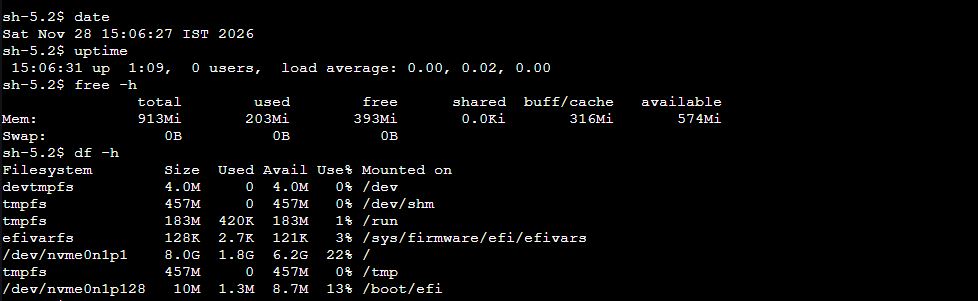 sh-5.2$ date
Sat Nov 28 15:06:27 IST 2026
sh-5.2$ uptime
 15:06:31 up  1:09,  0 users,  load average: 0.00, 0.02, 0.00
sh-5.2$ free -h
               total        used        free      shared  buff/cache   available
Mem:           913Mi       203Mi       393Mi       0.0Ki       316Mi       574Mi
Swap:             0B          0B          0B
sh-5.2$ df -h
Filesystem        Size  Used Avail Use% Mounted on
devtmpfs          4.0M     0  4.0M   0% /dev
tmpfs             457M     0  457M   0% /dev/shm
tmpfs             183M  420K  183M   1% /run
efivarfs          128K  2.7K  121K   3% /sys/firmware/efi/efivars
/dev/nvme0n1p1    8.0G  1.8G  6.2G  22% /
tmpfs             457M     0  457M   0% /tmp
/dev/nvme0n1p128   10M  1.3M  8.7M  13% /boot/efi